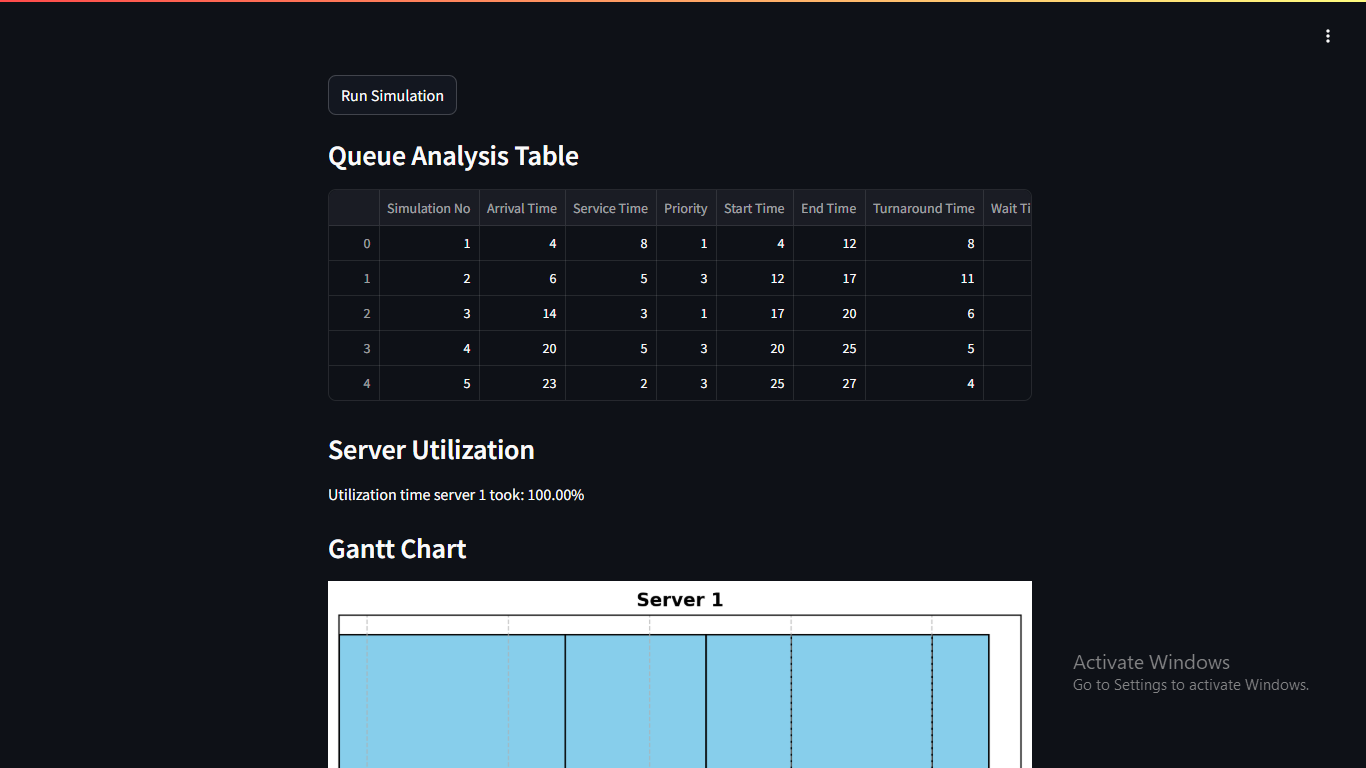 Run Simulation
Queue Analysis Table
Simulation No Arrival Time Service Time Priority Start Time End Time Turnaround Time Wait Ti
0 1 4 8 1 4 12 8
1 2 6 5 3 12 17 11
2 3 14 3 1 17 20 6
3 4 20 5 3 20 25 5
4 5 23 2 3 25 27 4
Server Utilization
Utilization time server 1 took: 100.00%
Gantt Chart
Server 1
Activate Windows
Go to Settings to activate Windows.